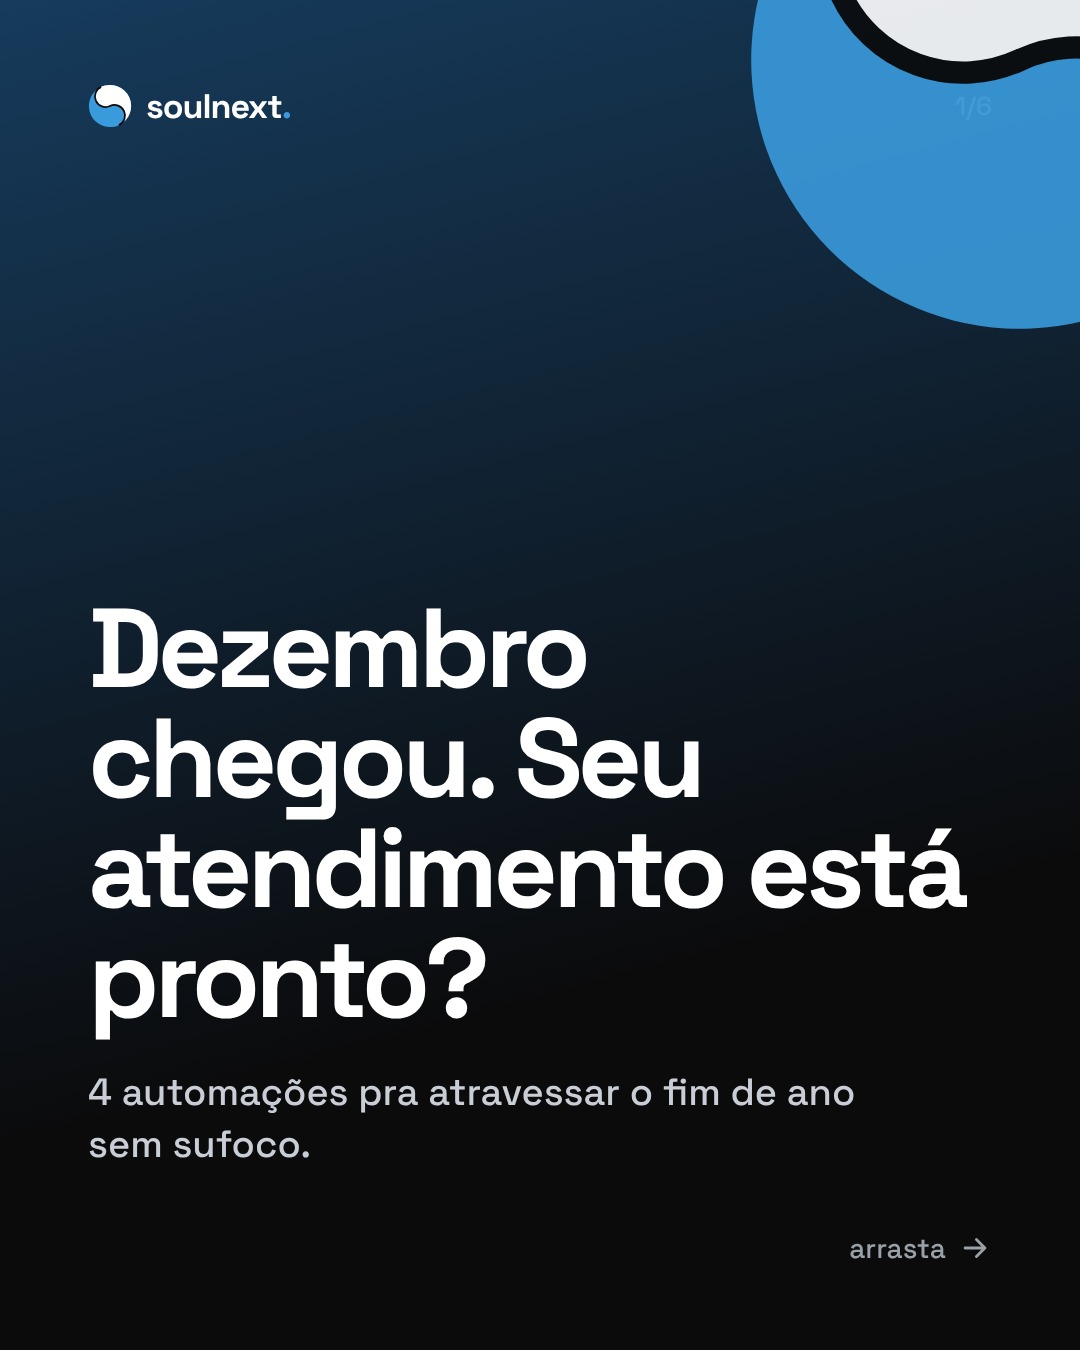 soulnext.
1/6
Dezembro
chegou. Seu
atendimento está
pronto?
4 automações pra atravessar o fim de ano
sem sufoco.
arrasta →